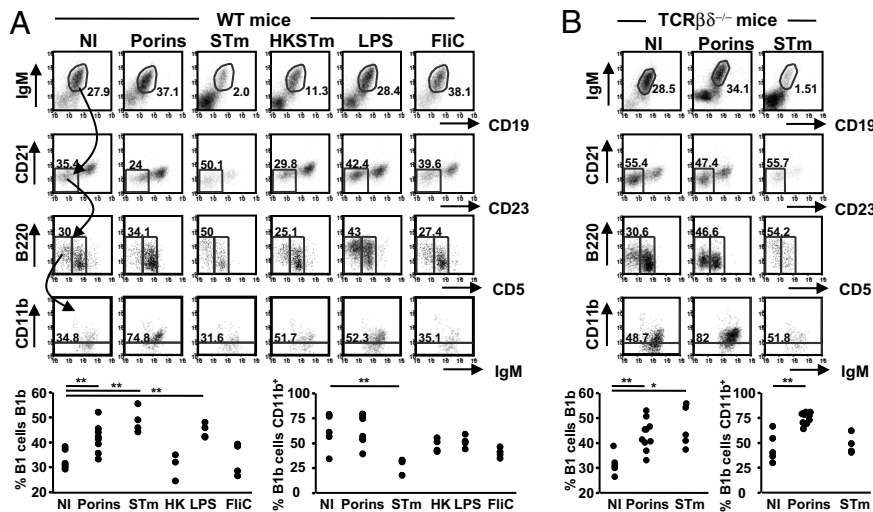 A
WT mice
NI Porins STm HKSTm LPS FliC
IgM
27.9 37.1 2.0 11.3 28.4 38.1
CD19
CD21
35.4 24 50.1 29.8 42.4 39.6
CD23
B220
30 34.1 50 25.1 43 27.4
CD5
CD11b
34.8 74.8 31.6 51.7 52.3 35.1
IgM
% B1 cells B1b
60
50
40
30
20
**
**
**
NI Porins STm HK LPS FliC
% B1b cells CD11b+
100
75
50
25
0
**
NI Porins STm HK LPS FliC
B
TCRβδ−/− mice
NI Porins STm
IgM
28.5 34.1 1.51
CD19
CD21
55.4 47.4 55.7
CD23
B220
30.6 46.6 54.2
CD5
CD11b
48.7 82 51.8
IgM
% B1 cells B1b
60
50
40
30
20
** *
NI Porins STm
% B1b cells CD11b+
100
75
50
25
0
**
NI Porins STm